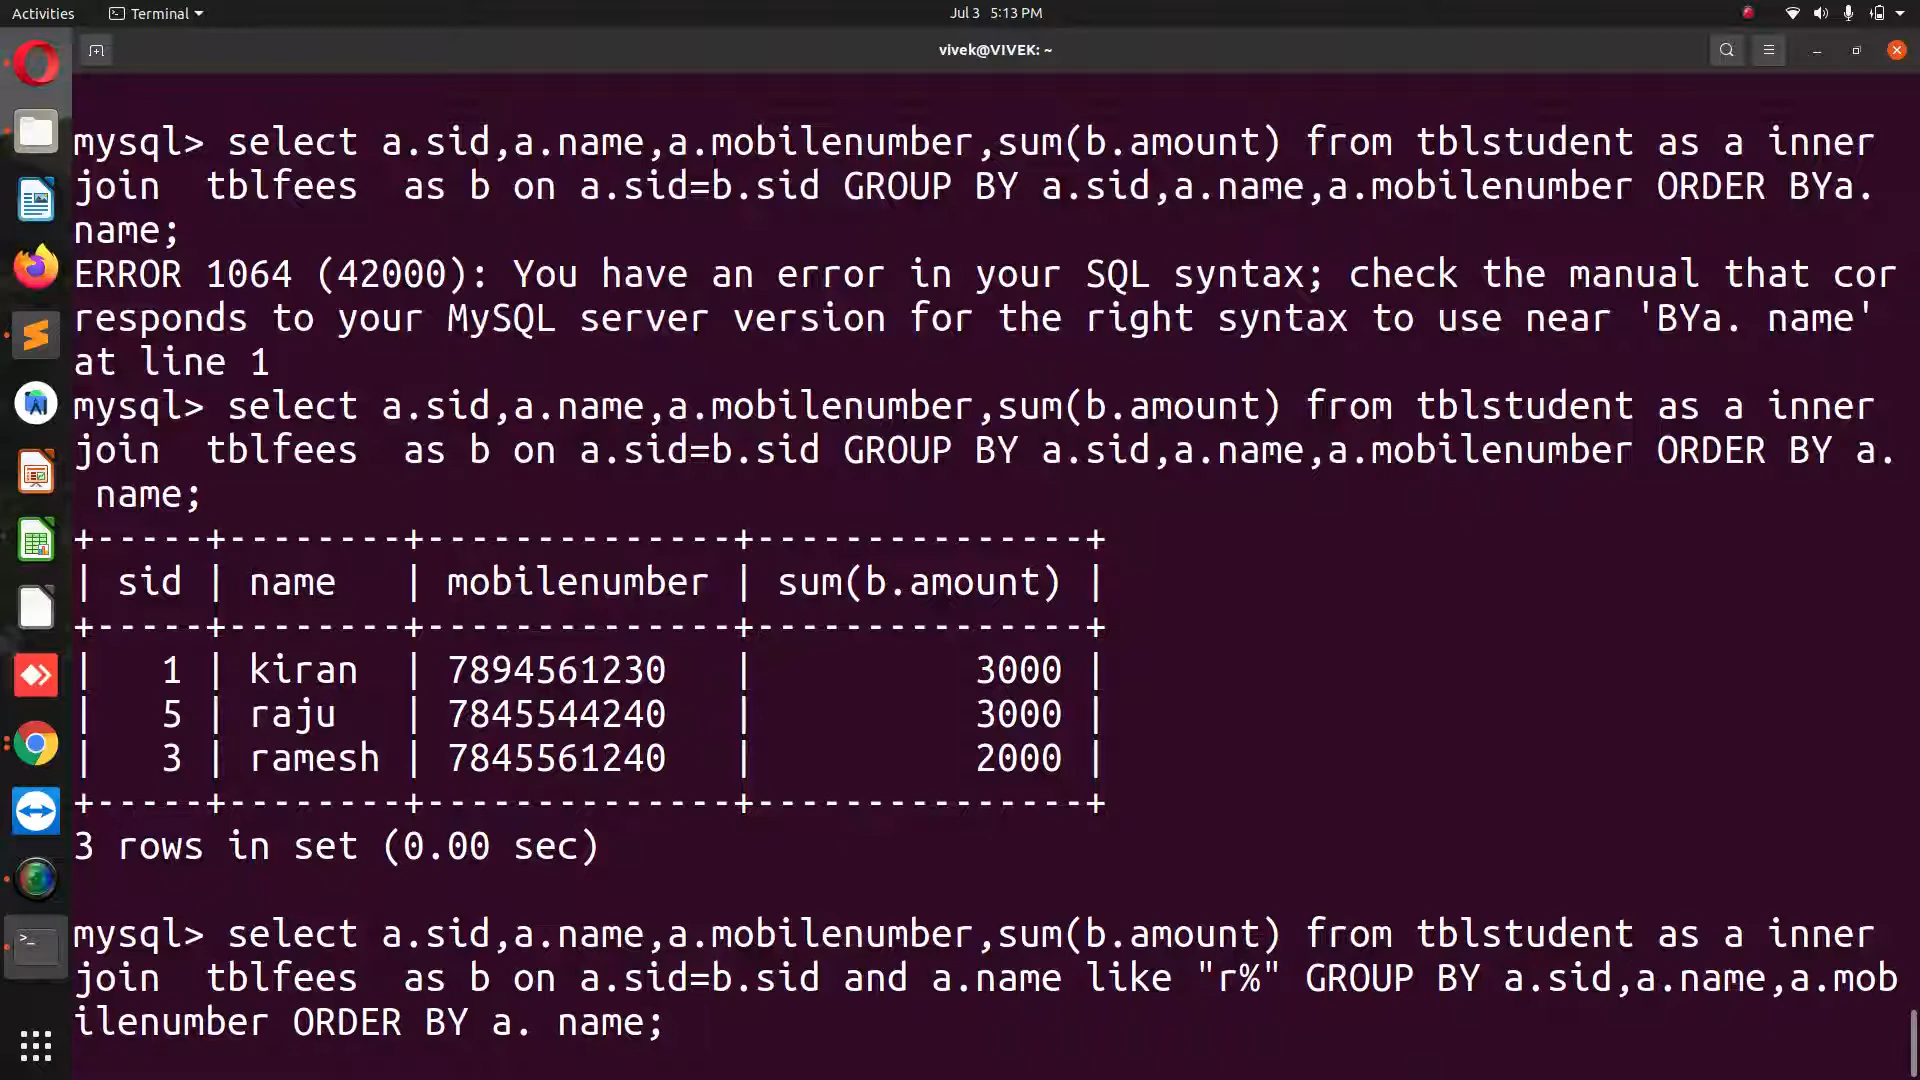 Activities Terminal Jul 3 5:13 PM
vivek@VIVEK: ~
mysql> select a.sid,a.name,a.mobilenumber,sum(b.amount) from tblstudent as a inner
join  tblfees  as b on a.sid=b.sid GROUP BY a.sid,a.name,a.mobilenumber ORDER BYa.
name;
ERROR 1064 (42000): You have an error in your SQL syntax; check the manual that cor
responds to your MySQL server version for the right syntax to use near 'BYa. name'
at line 1
mysql> select a.sid,a.name,a.mobilenumber,sum(b.amount) from tblstudent as a inner
join  tblfees  as b on a.sid=b.sid GROUP BY a.sid,a.name,a.mobilenumber ORDER BY a.
 name;
+-----+--------+--------------+---------------+
| sid | name   | mobilenumber | sum(b.amount) |
+-----+--------+--------------+---------------+
|   1 | kiran  | 7894561230   |          3000 |
|   5 | raju   | 7845544240   |          3000 |
|   3 | ramesh | 7845561240   |          2000 |
+-----+--------+--------------+---------------+
3 rows in set (0.00 sec)
mysql> select a.sid,a.name,a.mobilenumber,sum(b.amount) from tblstudent as a inner
join  tblfees  as b on a.sid=b.sid and a.name like "r%" GROUP BY a.sid,a.name,a.mob
ilenumber ORDER BY a. name;